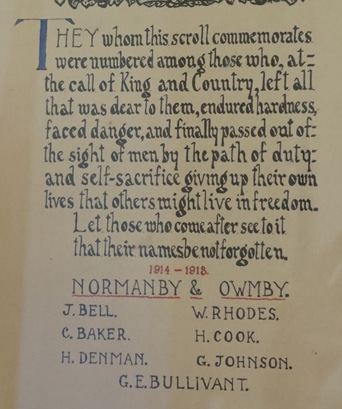 THEY whom this scroll commemorates
were numbered among those who, at=
the call of King and Country, left all
that was dear to them, endured hardness,
faced danger, and finally passed out of=
the sight of men by the path of duty=
and self-sacrifice giving up their own
lives that others might live in freedom.
Let those who come after see to it
that their names be not forgotten.
1914 – 1918.
NORMANBY & OWMBY.
J. BELL. W. RHODES.
C. BAKER. H. COOK.
H. DENMAN. G. JOHNSON.
G. E. BULLIVANT.